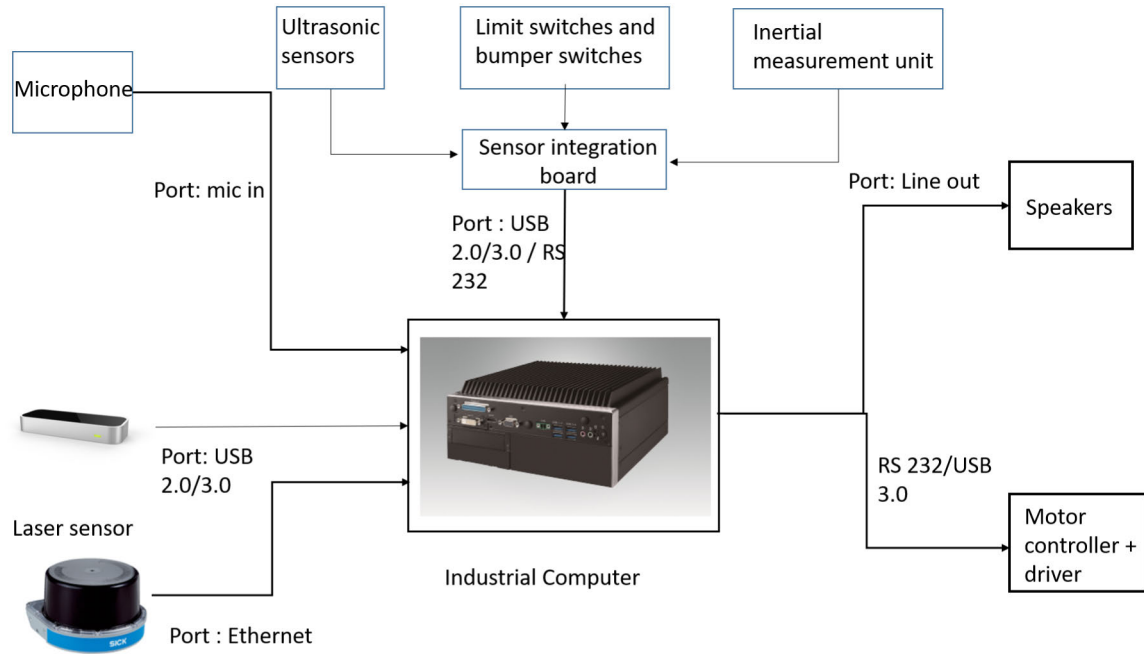 Ultrasonic
sensors
Limit switches and
bumper switches
Inertial
measurement unit
Microphone
Sensor integration
board
Port: mic in
Port : USB
2.0/3.0 / RS
232
Port: Line out
Speakers
Port: USB
2.0/3.0
RS 232/USB
3.0
Laser sensor
Motor
controller +
driver
Industrial Computer
SICK
Port : Ethernet